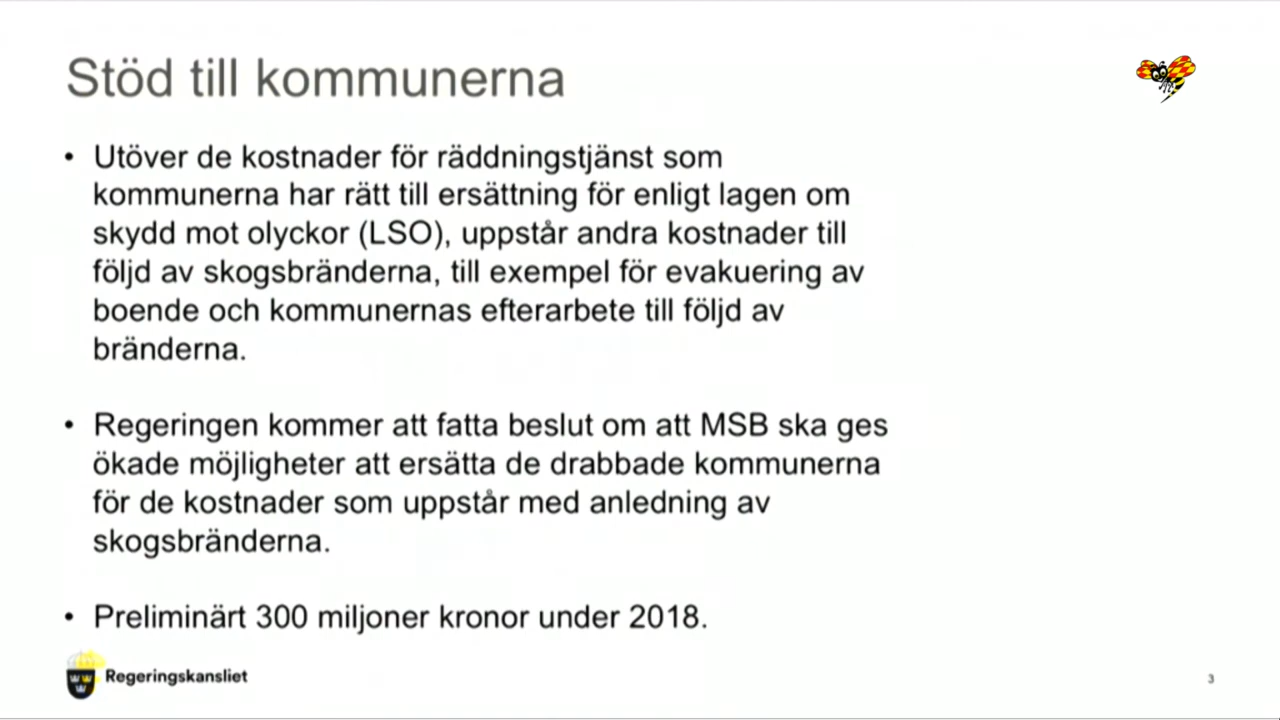 Stöd till kommunerna
• Utöver de kostnader för räddningstjänst som
kommunerna har rätt till ersättning för enligt lagen om
skydd mot olyckor (LSO), uppstår andra kostnader till
följd av skogsbränderna, till exempel för evakuering av
boende och kommunernas efterarbete till följd av
bränderna.
• Regeringen kommer att fatta beslut om att MSB ska ges
ökade möjligheter att ersätta de drabbade kommunerna
för de kostnader som uppstår med anledning av
skogsbränderna.
• Preliminärt 300 miljoner kronor under 2018.
Regeringskansliet
3